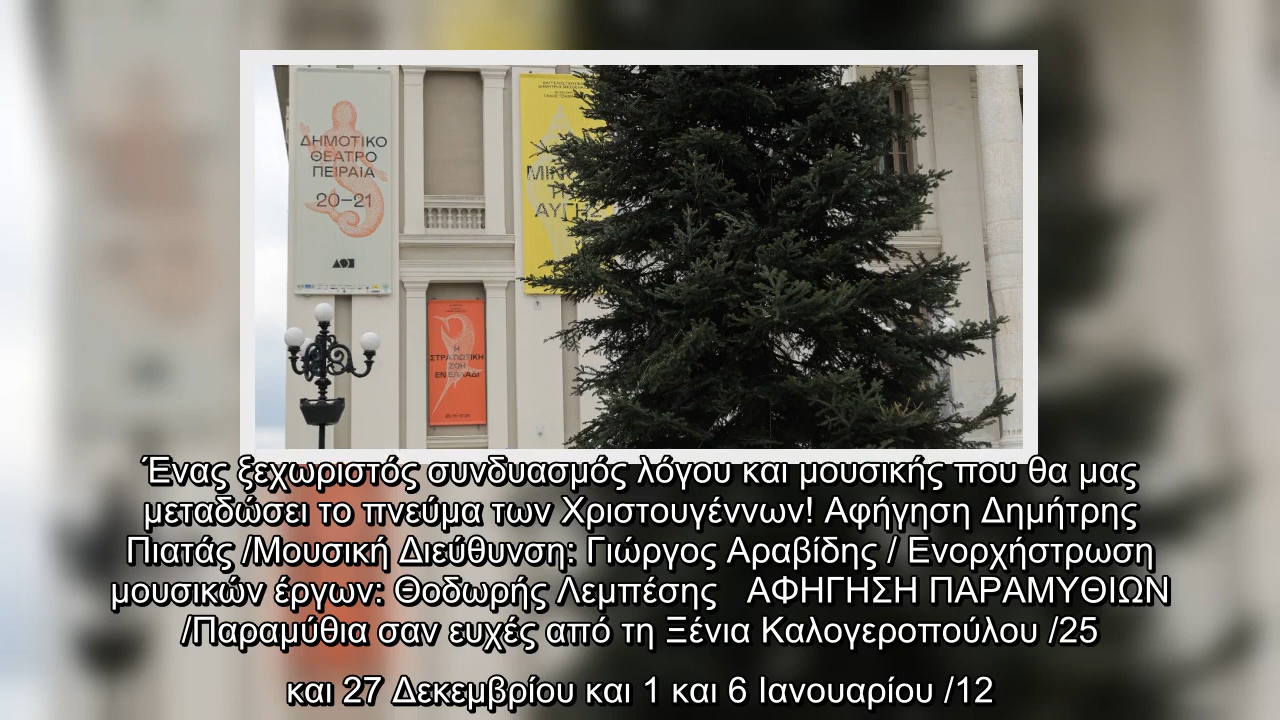 ΔΗΜΟΤΙΚΟ
ΘΕΑΤΡΟ
ΠΕΙΡΑΙΑ
20–21
ΑΥΓΗΣ
Η
ΣΤΡΑΤΙΩΤΙΚΗ
ΖΩΗ
ΕΝ ΕΛΛΑΔΙ
Ένας ξεχωριστός συνδυασμός λόγου και μουσικής που θα μας
μεταδώσει το πνεύμα των Χριστουγέννων! Αφήγηση Δημήτρης
Πιατάς /Μουσική Διεύθυνση: Γιώργος Αραβίδης / Ενορχήστρωση
μουσικών έργων: Θοδωρής Λεμπέσης ΑΦΗΓΗΣΗ ΠΑΡΑΜΥΘΙΩΝ
/Παραμύθια σαν ευχές από τη Ξένια Καλογεροπούλου /25
και 27 Δεκεμβρίου και 1 και 6 Ιανουαρίου /12